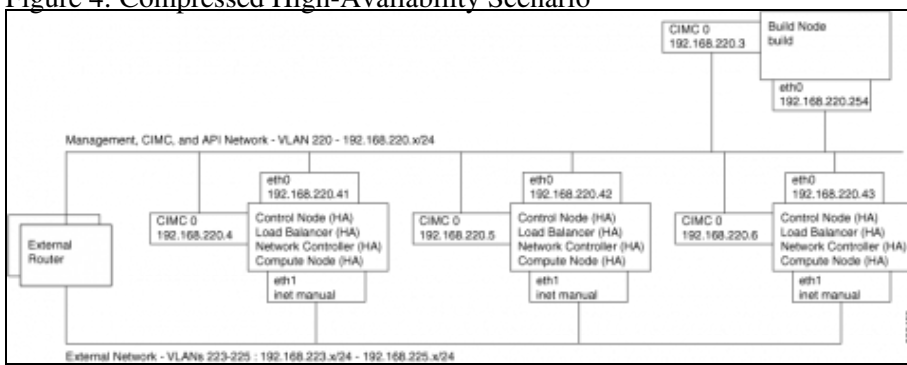 Figure 4: Compressed High-Availability Scenario
CIMC 0
192.168.220.3
Build Node
build
eth0
192.168.220.254
Management, CIMC, and API Network - VLAN 220 - 192.168.220.x/24
External
Router
CIMC 0
192.168.220.4
eth0
192.168.220.41
Control Node (HA)
Load Balancer (HA)
Network Controller (HA)
Compute Node (HA)
eth1
inet manual
CIMC 0
192.168.220.5
eth0
192.168.220.42
Control Node (HA)
Load Balancer (HA)
Network Controller (HA)
Compute Node (HA)
eth1
inet manual
CIMC 0
192.168.220.6
eth0
192.168.220.43
Control Node (HA)
Load Balancer (HA)
Network Controller (HA)
Compute Node (HA)
eth1
inet manual
External Network - VLANs 223-225 : 192.168.223.x/24 - 192.168.225.x/24